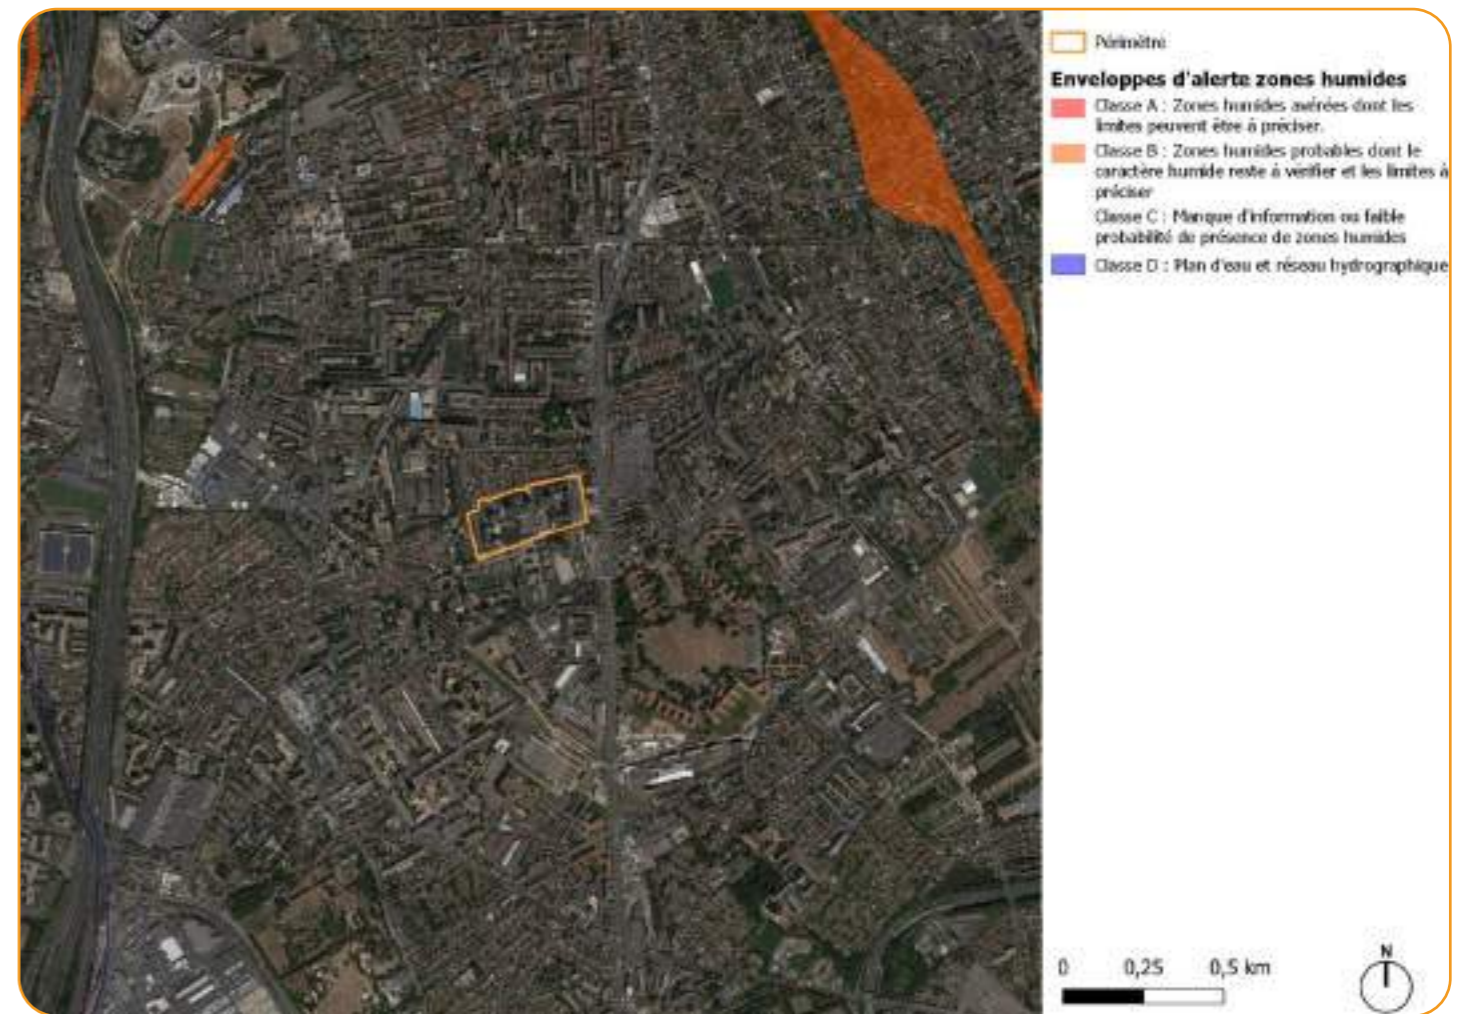 Périmètre
Enveloppes d'alerte zones humides
Classe A : Zones humides avérées dont les
limites peuvent être à préciser.
Classe B : Zones humides probables dont le
caractère humide reste à vérifier et les limites à
préciser
Classe C : Manque d'information ou faible
probabilité de présence de zones humides
Classe D : Plan d'eau et réseau hydrographique
0 0,25 0,5 km
N